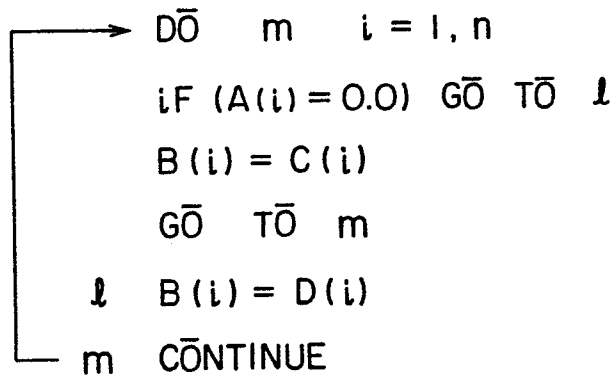 DŌ m i = 1, n
iF (A(i) = 0.0) GŌ TŌ ℓ
B(i) = C(i)
GŌ TŌ m
ℓ B(i) = D(i)
m CŌNTINUE